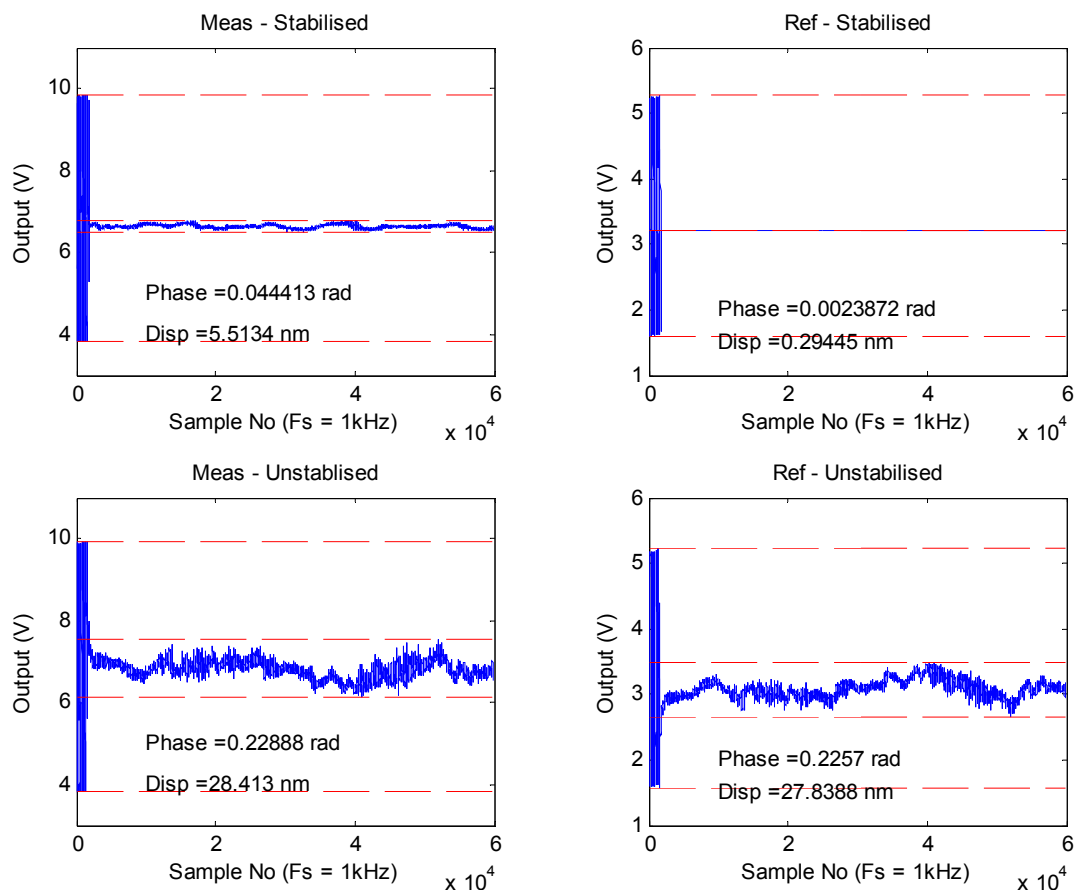 Meas - Stabilised
Output (V)
10
8
6
4
Phase =0.044413 rad
Disp =5.5134 nm
0
2
4
6
Sample No (Fs = 1kHz)
x 10^4
Ref - Stabilised
Output (V)
6
5
4
3
2
1
Phase =0.0023872 rad
Disp =0.29445 nm
0
2
4
6
Sample No (Fs = 1kHz)
x 10^4
Meas - Unstablised
Output (V)
10
8
6
4
Phase =0.22888 rad
Disp =28.413 nm
0
2
4
6
Sample No (Fs = 1kHz)
x 10^4
Ref - Unstabilised
Output (V)
6
5
4
3
2
1
Phase =0.2257 rad
Disp =27.8388 nm
0
2
4
6
Sample No (Fs = 1kHz)
x 10^4